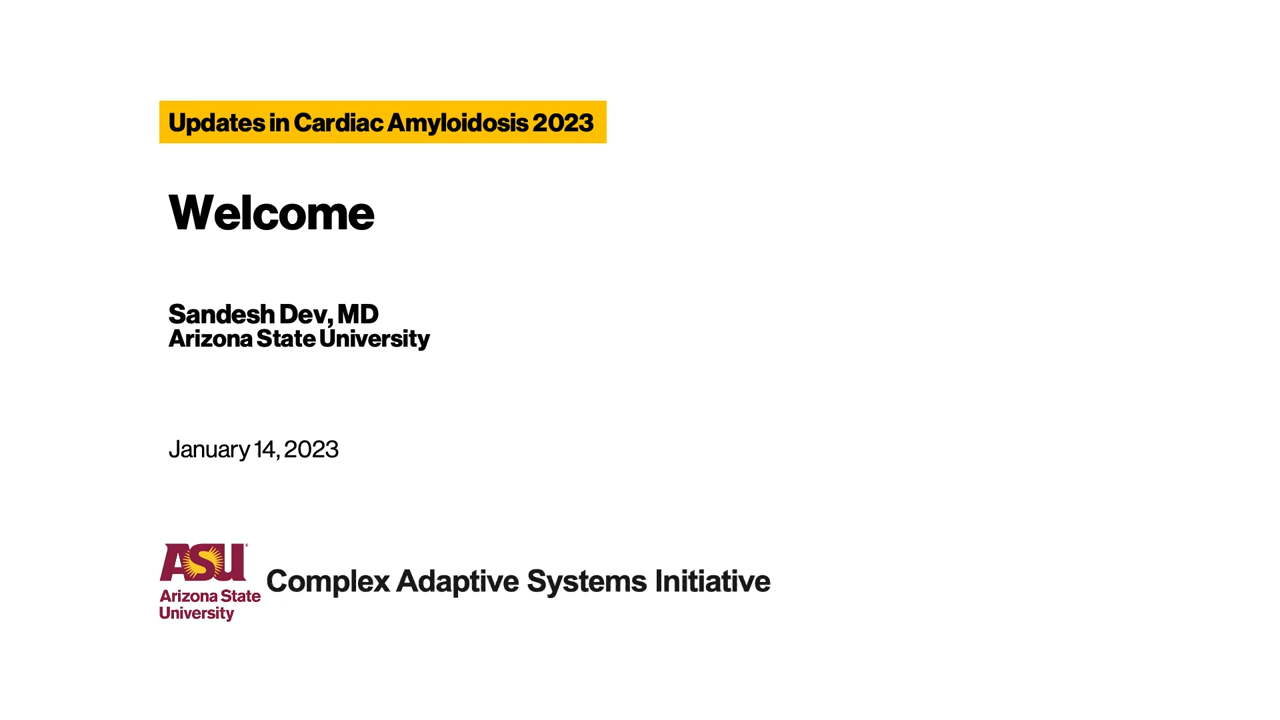 Updates in Cardiac Amyloidosis 2023
Welcome
Sandesh Dev, MD
Arizona State University
January 14, 2023
ASU
Arizona State
University
Complex Adaptive Systems Initiative